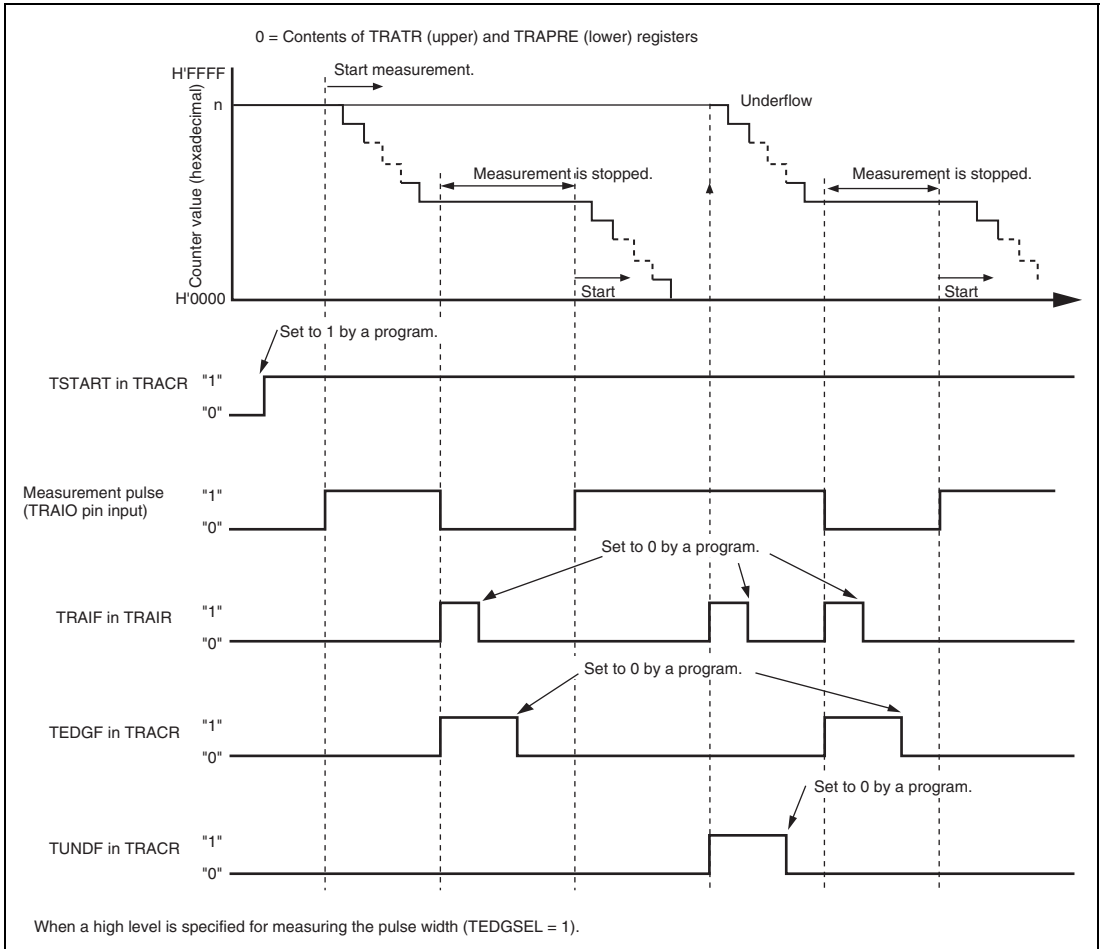 0 = Contents of TRATR (upper) and TRAPRE (lower) registers
H'FFFF
Start measurement.
n
Underflow
Counter value (hexadecimal)
Measurement is stopped.
Measurement is stopped.
Start
Start
H'0000
Set to 1 by a program.
TSTART in TRACR
"1"
"0"
Measurement pulse
(TRAIO pin input)
"1"
"0"
Set to 0 by a program.
TRAIF in TRAIR
"1"
"0"
Set to 0 by a program.
TEDGF in TRACR
"1"
"0"
Set to 0 by a program.
TUNDF in TRACR
"1"
"0"
When a high level is specified for measuring the pulse width (TEDGSEL = 1).